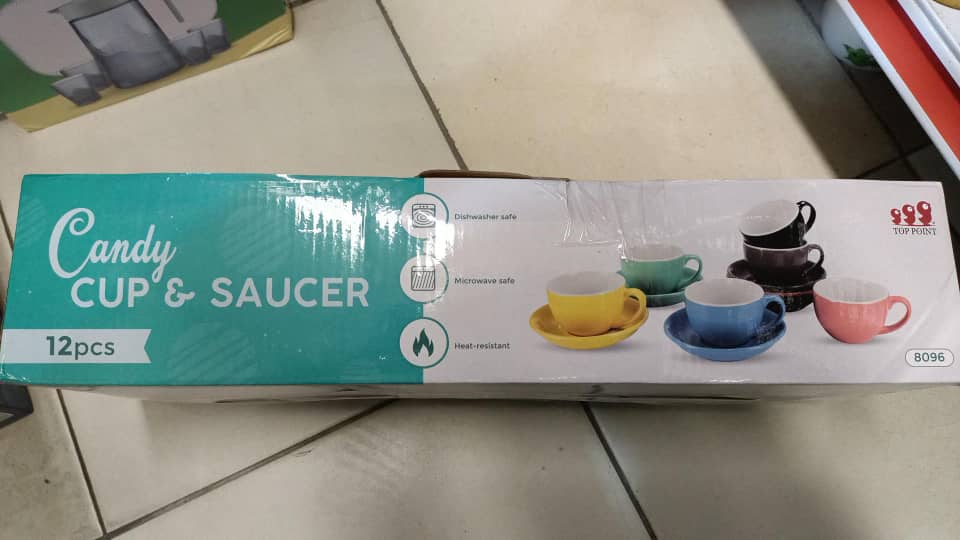 Candy
CUP & SAUCER
12pcs
Dishwasher safe
Microwave safe
Heat-resistant
TOP POINT
8096